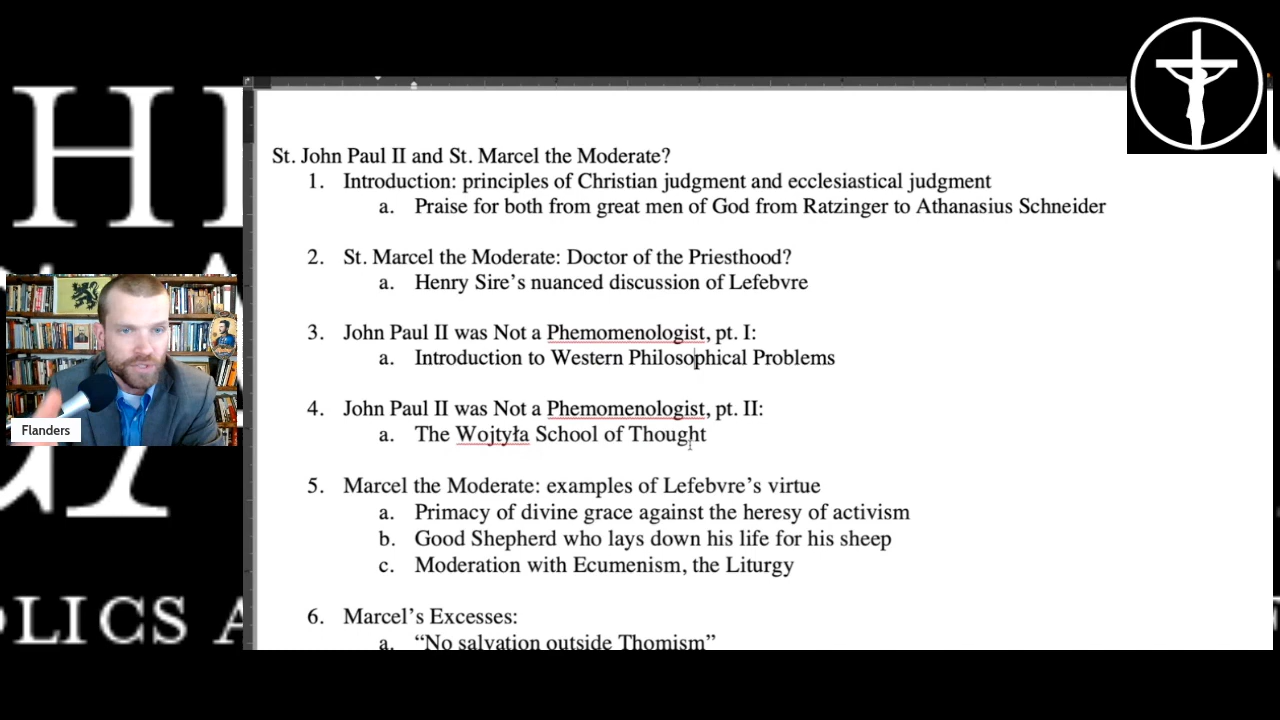 St. John Paul II and St. Marcel the Moderate?
1. Introduction: principles of Christian judgment and ecclesiastical judgment
a. Praise for both from great men of God from Ratzinger to Athanasius Schneider
2. St. Marcel the Moderate: Doctor of the Priesthood?
a. Henry Sire’s nuanced discussion of Lefebvre
3. John Paul II was Not a Phemomenologist, pt. I:
a. Introduction to Western Philosophical Problems
4. John Paul II was Not a Phemomenologist, pt. II:
a. The Wojtyła School of Thought
5. Marcel the Moderate: examples of Lefebvre’s virtue
a. Primacy of divine grace against the heresy of activism
b. Good Shepherd who lays down his life for his sheep
c. Moderation with Ecumenism, the Liturgy
6. Marcel’s Excesses:
a. “No salvation outside Thomism”
Flanders
OLICS A